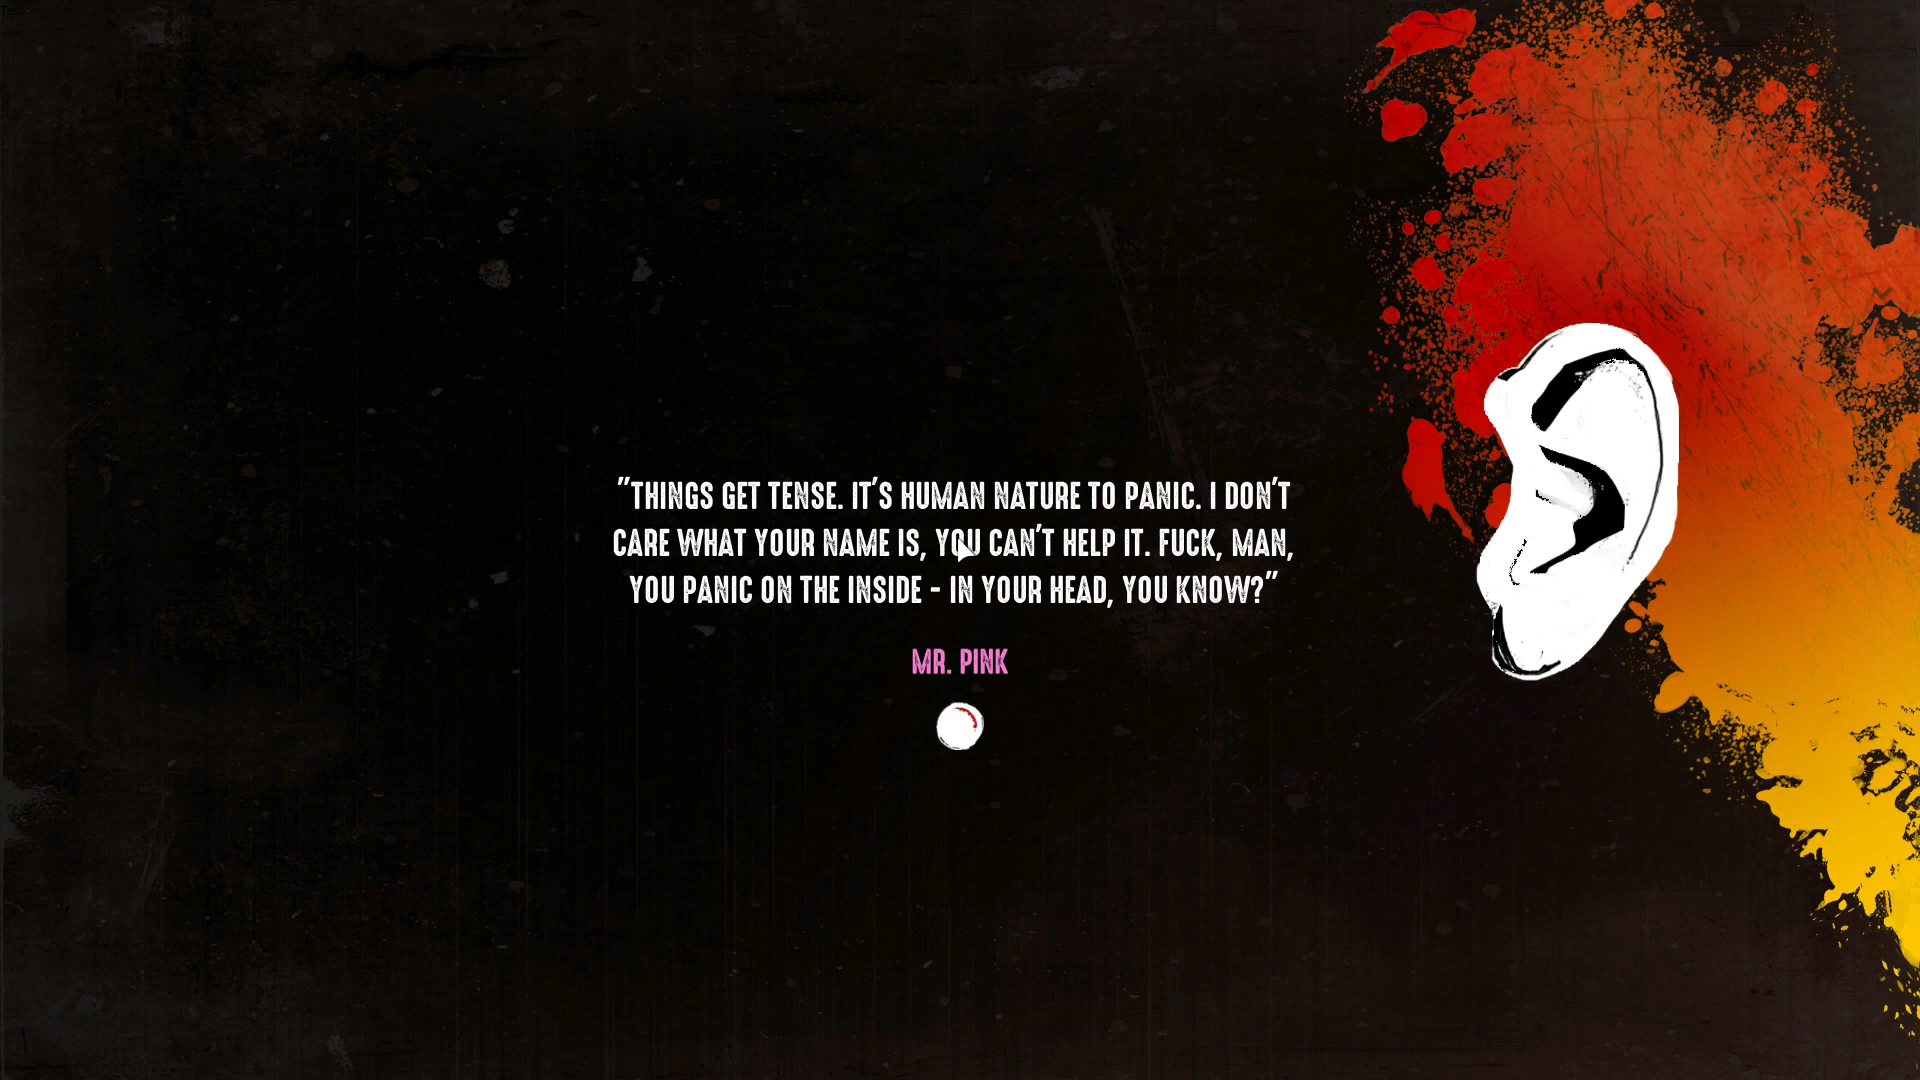 Test
"THINGS GET TENSE. IT'S HUMAN NATURE TO PANIC. I DON'T
CARE WHAT YOUR NAME IS, YOU CAN'T HELP IT. FUCK, MAN,
YOU PANIC ON THE INSIDE - IN YOUR HEAD, YOU KNOW?"
MR. PINK